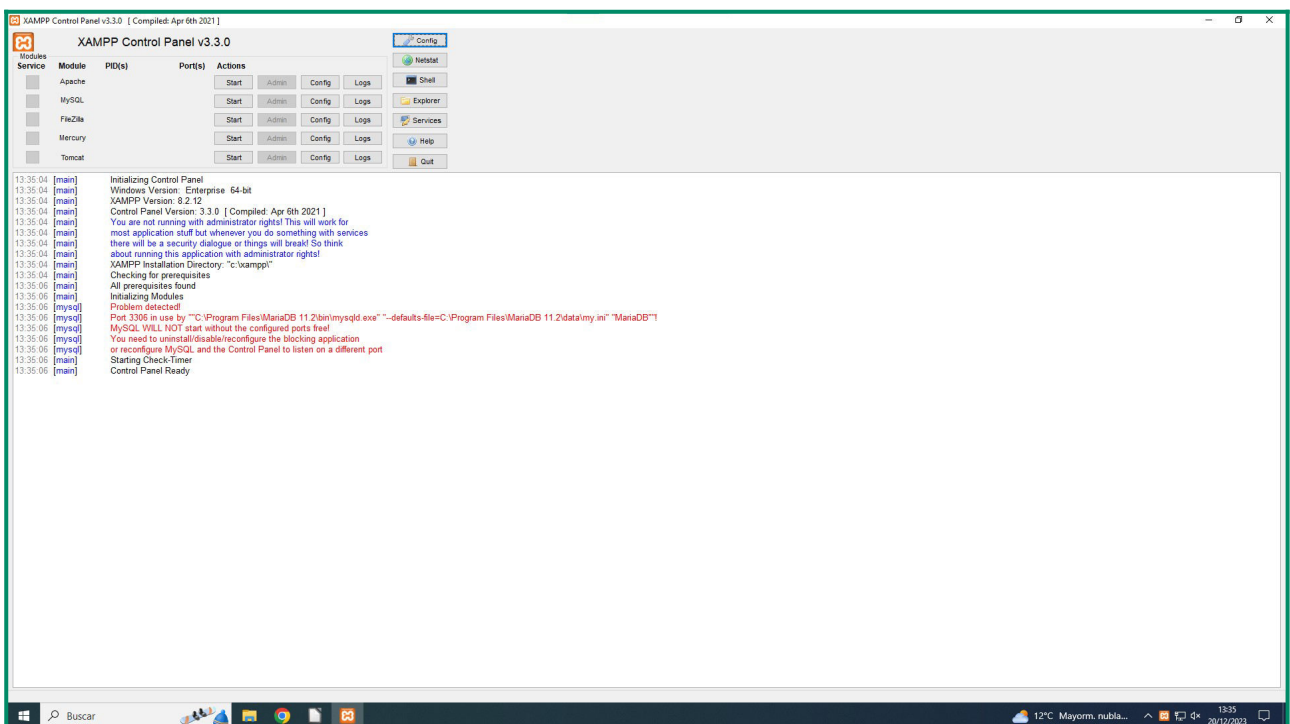 XAMPP Control Panel v3.3.0 [ Compiled: Apr 6th 2021 ]
XAMPP Control Panel v3.3.0
Config
Modules
Service Module PID(s) Port(s) Actions
Netstat
Apache Start Admin Config Logs
Shell
MySQL Start Admin Config Logs
Explorer
FileZilla Start Admin Config Logs
Services
Mercury Start Admin Config Logs
Help
Tomcat Start Admin Config Logs
Quit
13:35:04 [main] Initializing Control Panel
13:35:04 [main] Windows Version: Enterprise 64-bit
13:35:04 [main] XAMPP Version: 8.2.12
13:35:04 [main] Control Panel Version: 3.3.0 [ Compiled: Apr 6th 2021 ]
13:35:04 [main] You are not running with administrator rights! This will work for
13:35:04 [main] most application stuff but whenever you do something with services
13:35:04 [main] there will be a security dialogue or things will break! So think
13:35:04 [main] about running this application with administrator rights!
13:35:04 [main] XAMPP Installation Directory: "c:\xampp\"
13:35:04 [main] Checking for prerequisites
13:35:06 [main] All prerequisites found
13:35:06 [main] Initializing Modules
13:35:06 [mysql] Problem detected!
13:35:06 [mysql] Port 3306 in use by ""C:\Program Files\MariaDB 11.2\bin\mysqld.exe" "--defaults-file=C:\Program Files\MariaDB 11.2\data\my.ini" "MariaDB""!
13:35:06 [mysql] MySQL WILL NOT start without the configured ports free!
13:35:06 [mysql] You need to uninstall/disable/reconfigure the blocking application
13:35:06 [mysql] or reconfigure MySQL and the Control Panel to listen on a different port
13:35:06 [main] Starting Check-Timer
13:35:06 [main] Control Panel Ready
Buscar
12°C Mayorm. nubla...
13:35
20/12/2023